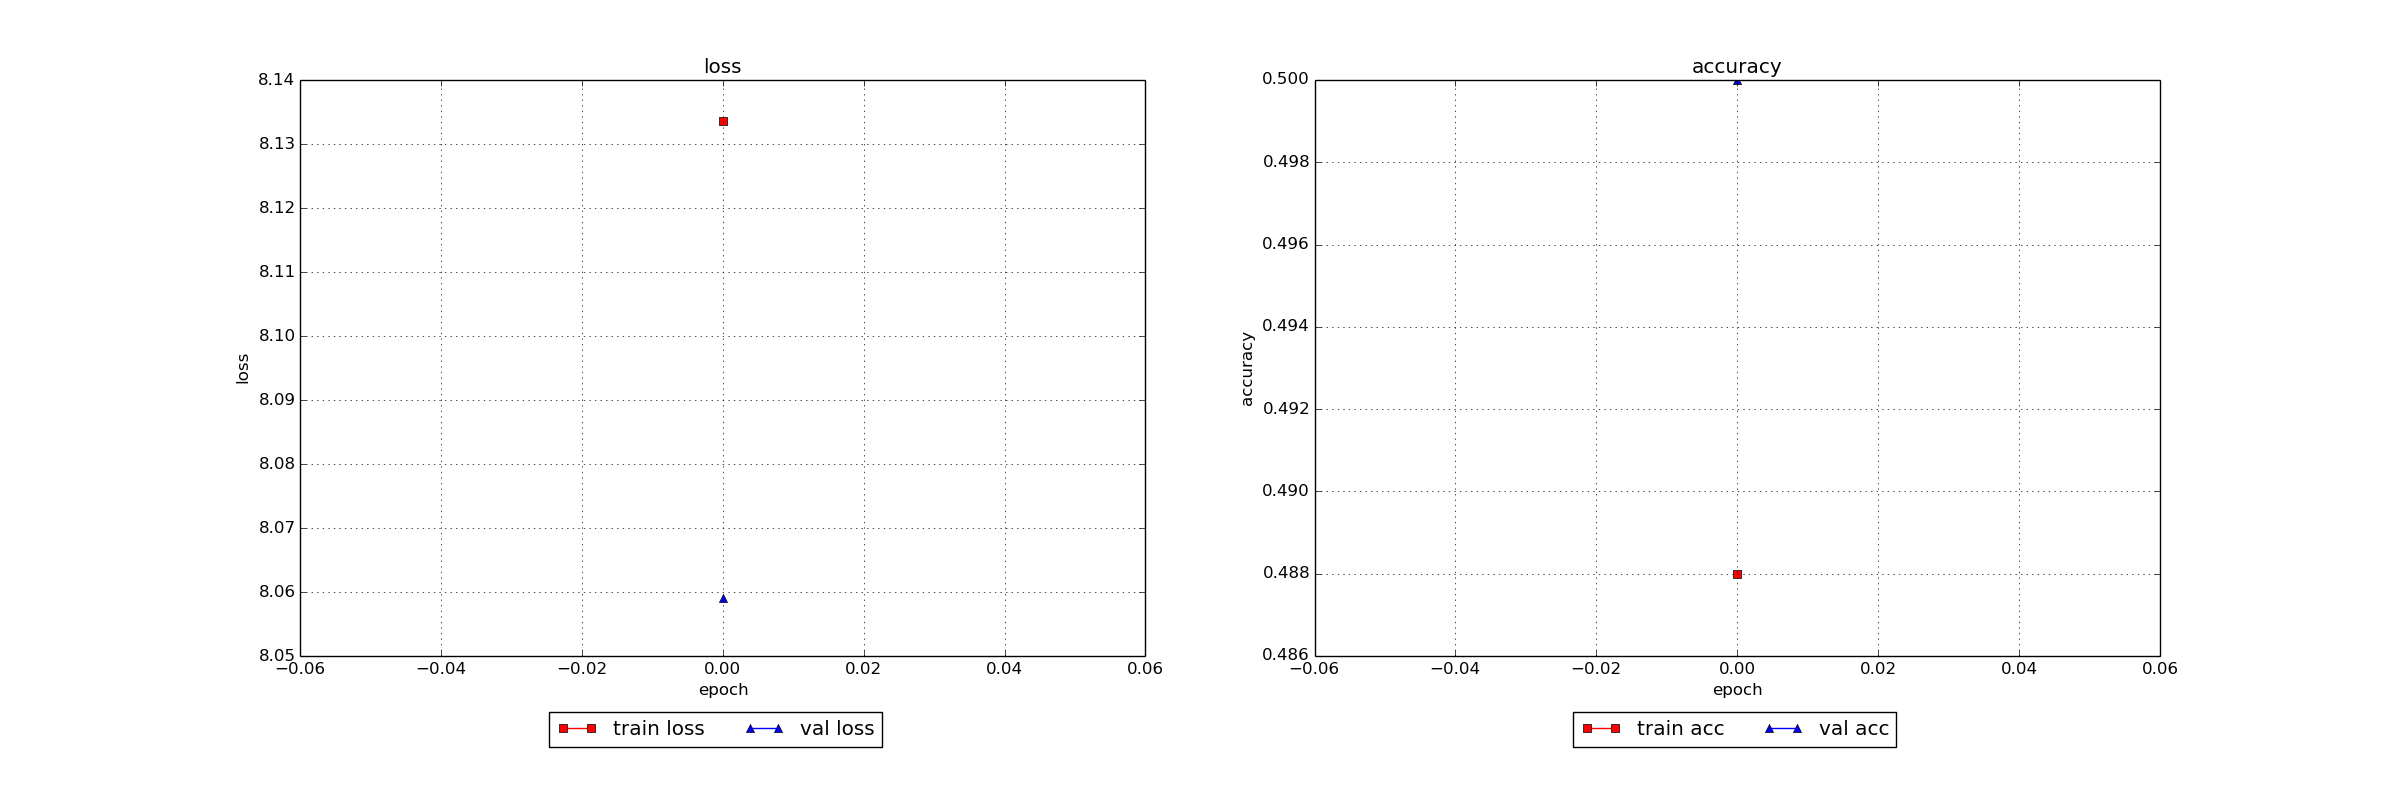 loss
8.14
8.13
8.12
8.11
8.10
8.09
8.08
8.07
8.06
8.05
loss
−0.06 −0.04 −0.02 0.00 0.02 0.04 0.06
epoch
train loss val loss
accuracy
0.500
0.498
0.496
0.494
0.492
0.490
0.488
0.486
accuracy
−0.06 −0.04 −0.02 0.00 0.02 0.04 0.06
epoch
train acc val acc